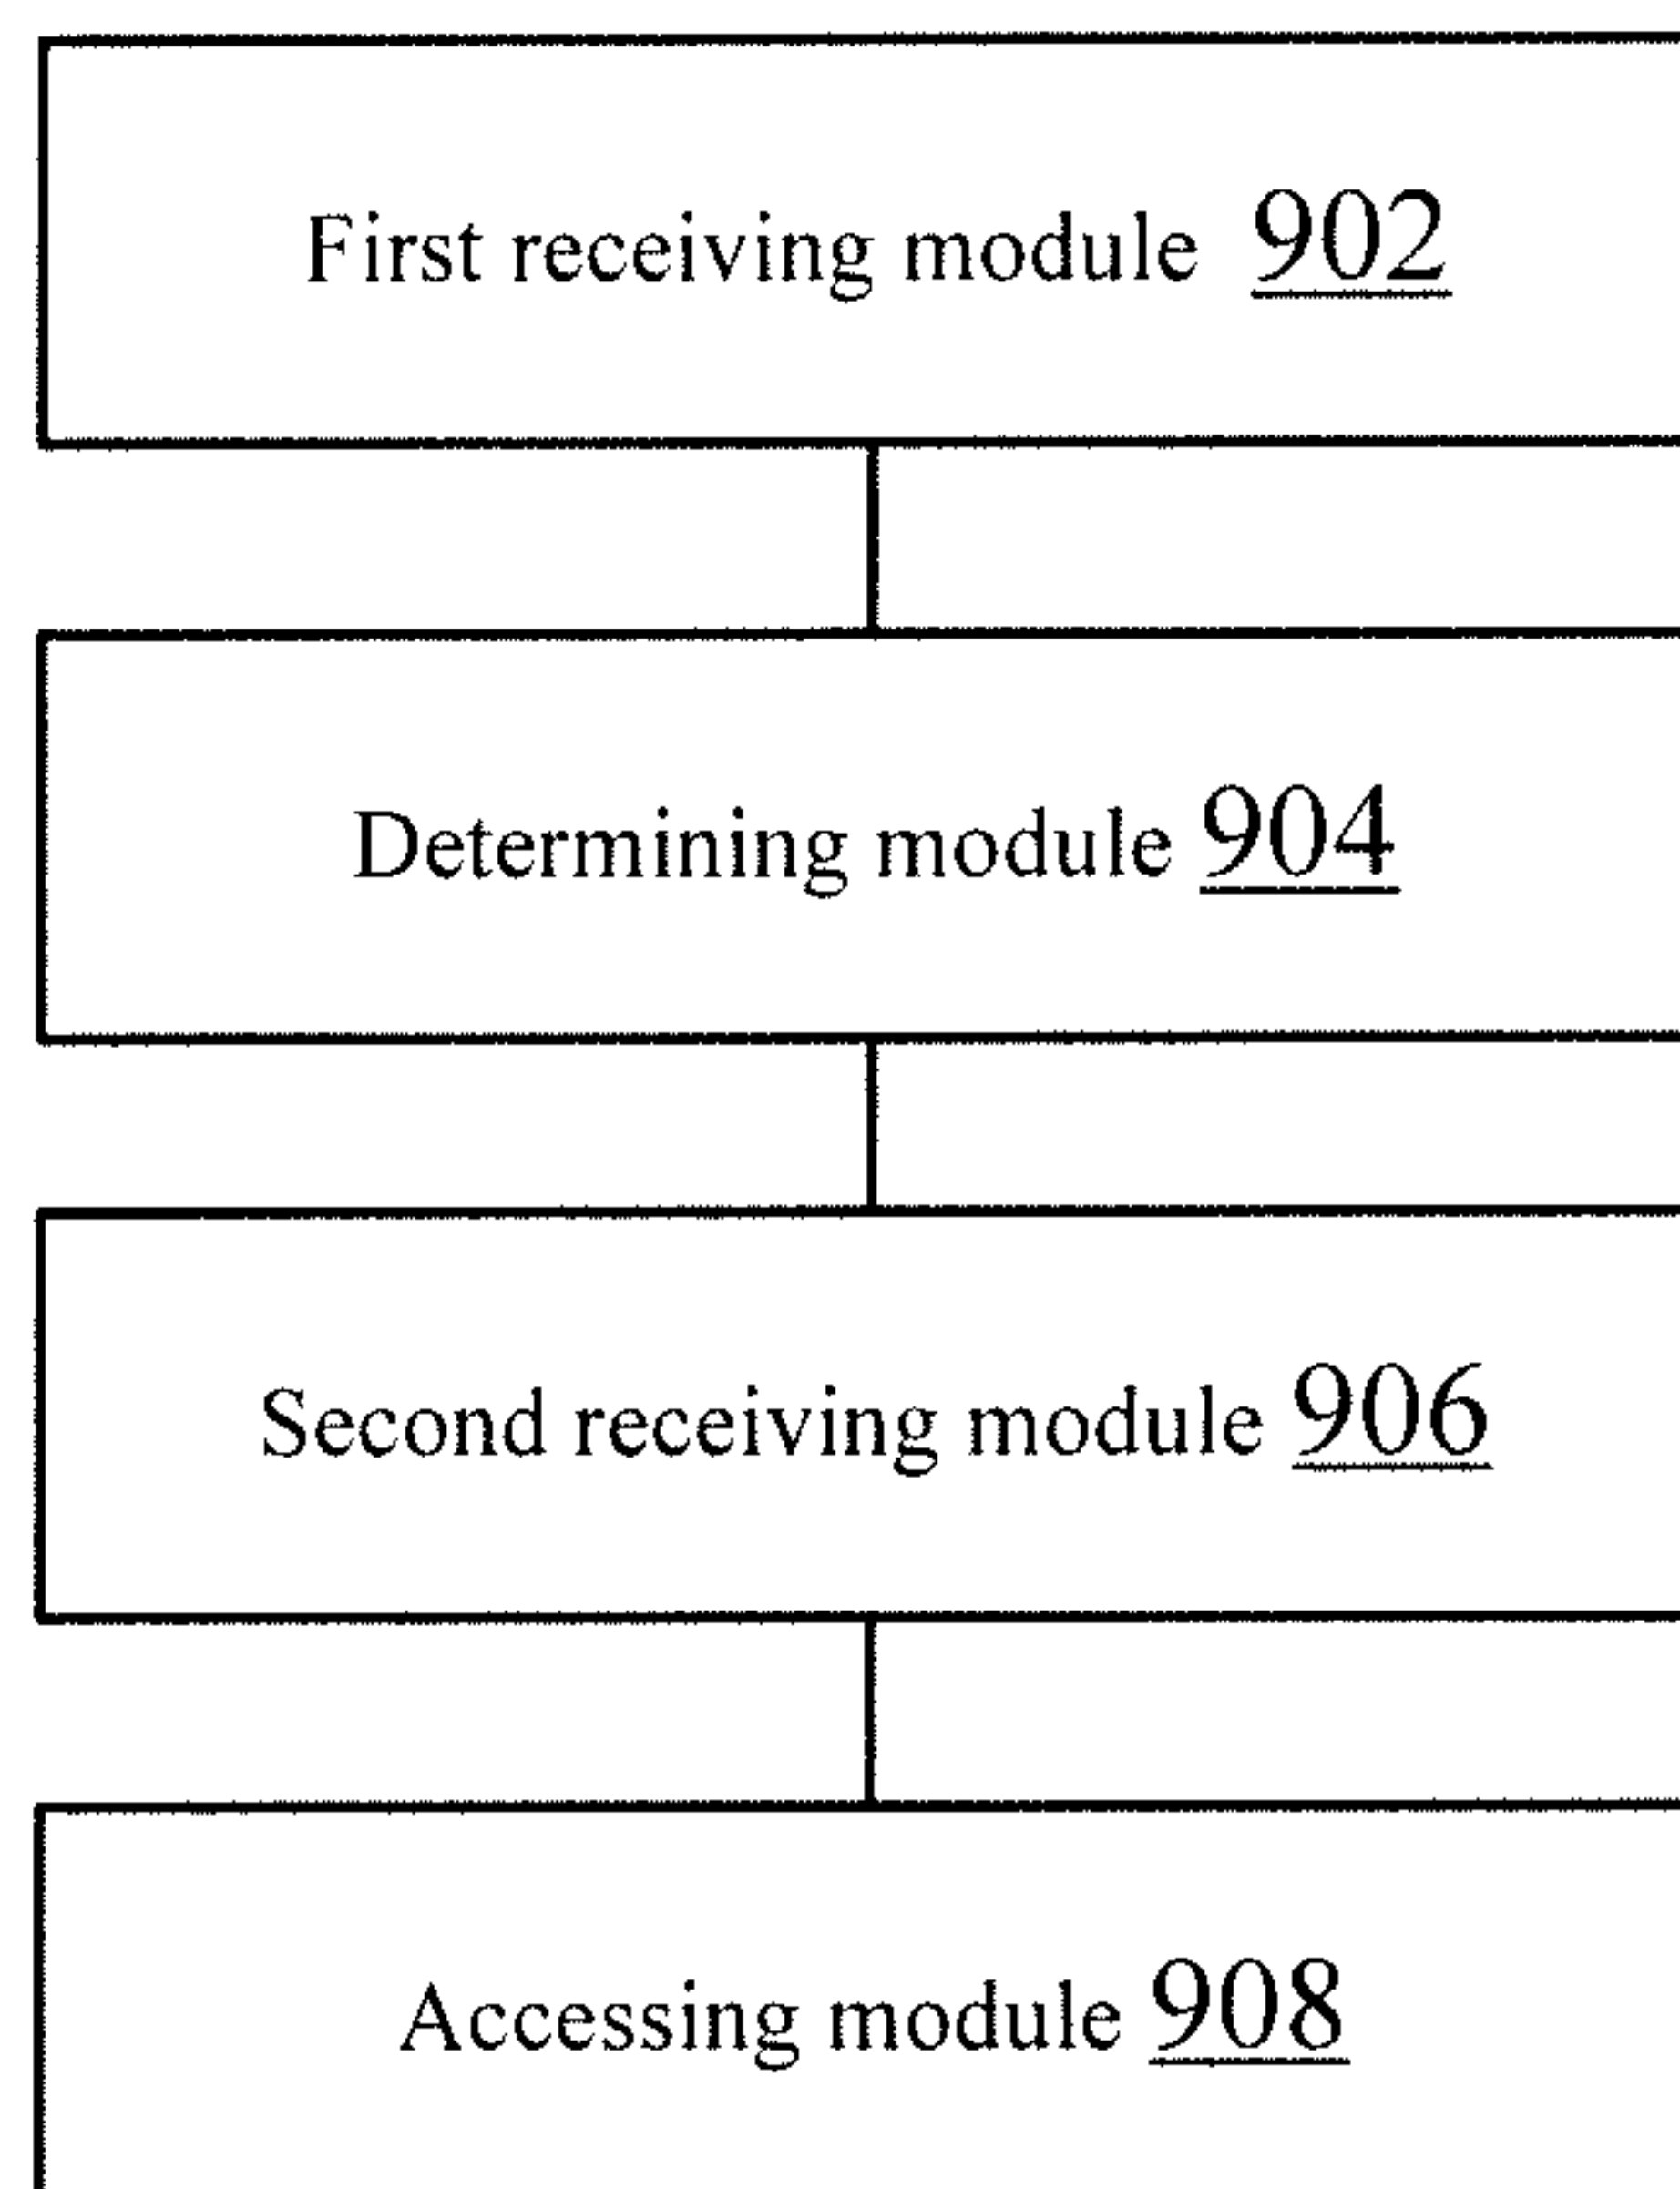 First receiving module 902
Determining module 904
Second receiving module 906
Accessing module 908